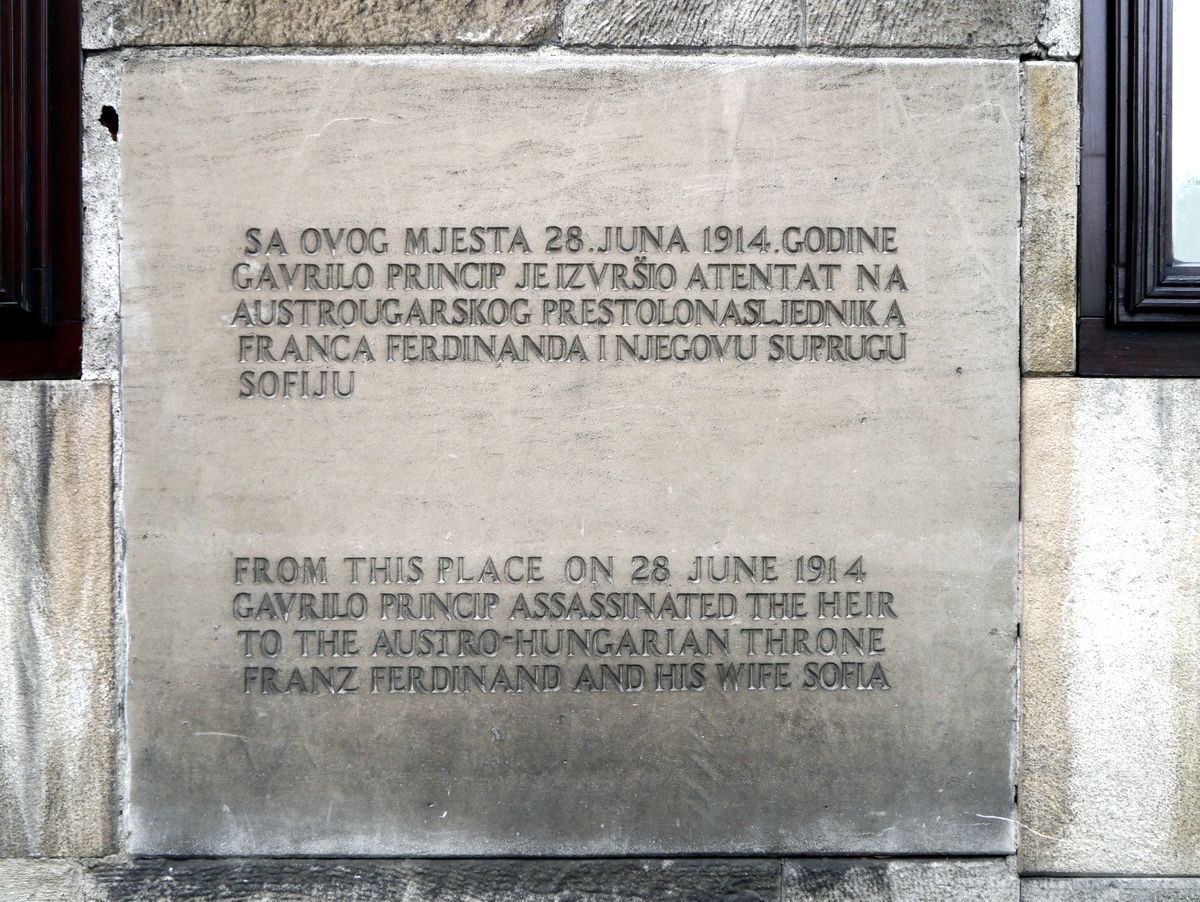 SA OVOG MJESTA 28. JUNA 1914. GODINE
GAVRILO PRINCIP JE IZVRŠIO ATENTAT NA
AUSTROUGARSKOG PRESTOLONASLJEDNIKA
FRANCA FERDINANDA I NJEGOVU SUPRUGU
SOFIJU
FROM THIS PLACE ON 28 JUNE 1914
GAVRILO PRINCIP ASSASSINATED THE HEIR
TO THE AUSTRO-HUNGARIAN THRONE
FRANZ FERDINAND AND HIS WIFE SOFIA